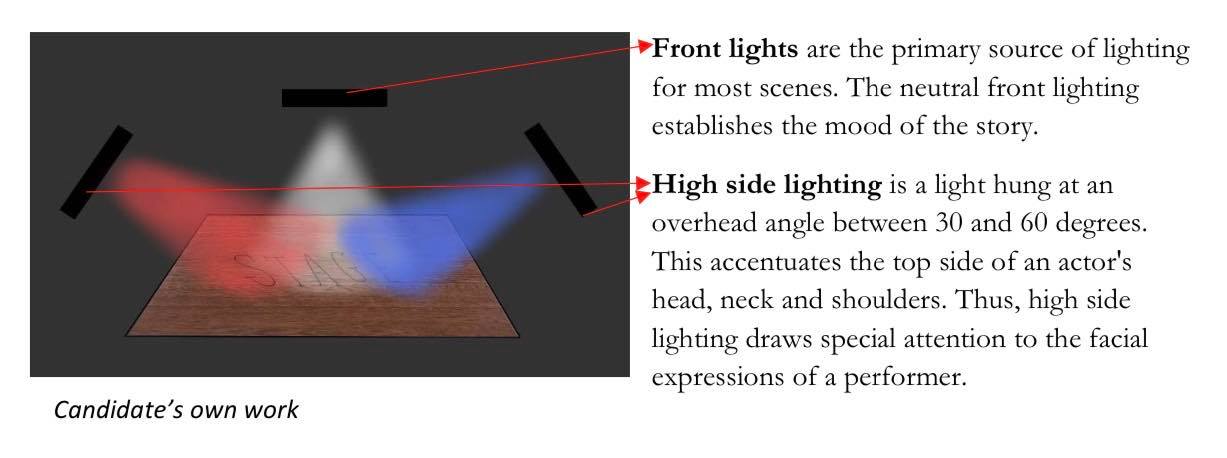 Front lights are the primary source of lighting
for most scenes. The neutral front lighting
establishes the mood of the story.
High side lighting is a light hung at an
overhead angle between 30 and 60 degrees.
This accentuates the top side of an actor's
head, neck and shoulders. Thus, high side
lighting draws special attention to the facial
expressions of a performer.
STAGE
Candidate's own work